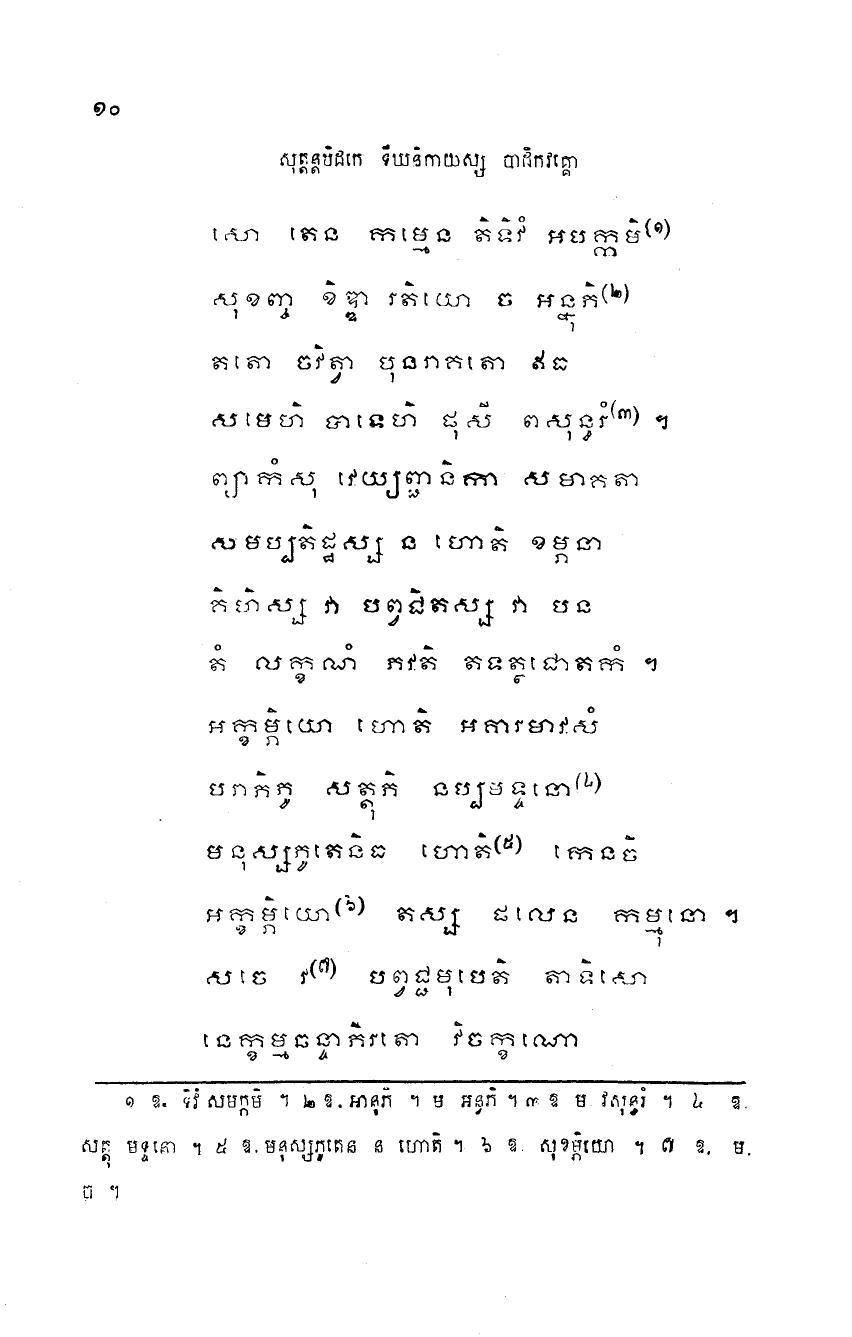 ១០
សុត្តន្តបិដកេ ទីឃនិកាយស្ស បាដិកវគ្គោ
សោ តេន កម្មេន តិទិវំ អបក្កមិ(១)
សុខញ្ច ខិឌ្ឌា រតិយោ ច អន្នុភិ(២)
តតោ ចវិត្វា បុនរាគតោ ឥធ
សមេហិ បាទេហិ ផុសី វសុន្ធរំ(៣) ។
ព្យាកំសុ វេយ្យញ្ជនិកា សមាគតា
សមប្បតិដ្ឋស្ស ន ហោតិ ខម្ភនា
គិហិស្ស វា បព្វជិតស្ស វា បន
តំ លក្ខណំ ភវតិ តទត្ថជោតកំ ។
អក្ខម្ភិយោ ហោតិ អគារមាវសំ
បរាភិភូ សត្តុភិ នប្បមទ្ទនោ(៤)
មនុស្សភូតេនិធ ហោតិ(៥) កេនចិ
អក្ខម្ភិយោ(៦) តស្ស ផលេន កម្មុនោ ។
សចេ វ(៧) បព្វជ្ជមុបេតិ តាទិសោ
នេក្ខម្មឆន្ទាភិរតោ វិចក្ខណោ
១ ឱ. ទិវំ សមក្កមិ ។ ២ ឱ. អានុភិ ។ ម អន្វភិ ។ ៣ ឱ ម. វសុន្ធរំ ។ ៤ ឱ.
សត្តុ មទ្ទនោ ។ ៥ ឱ. មនុស្សភូតេន ន ហោតិ ។ ៦ ឱ. សុខម្ភិយោ ។ ៧ ឱ. ម.
ច ។